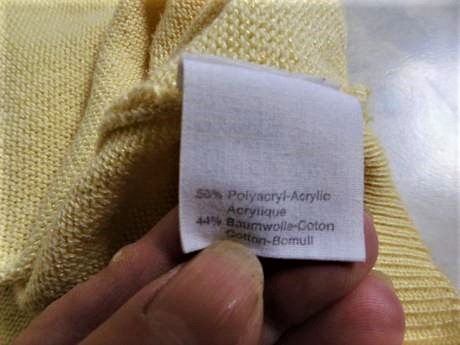 56% Polyacryl-Acrylic
Acrylique
44% Baumwolle-Coton
Cotton-Bomull